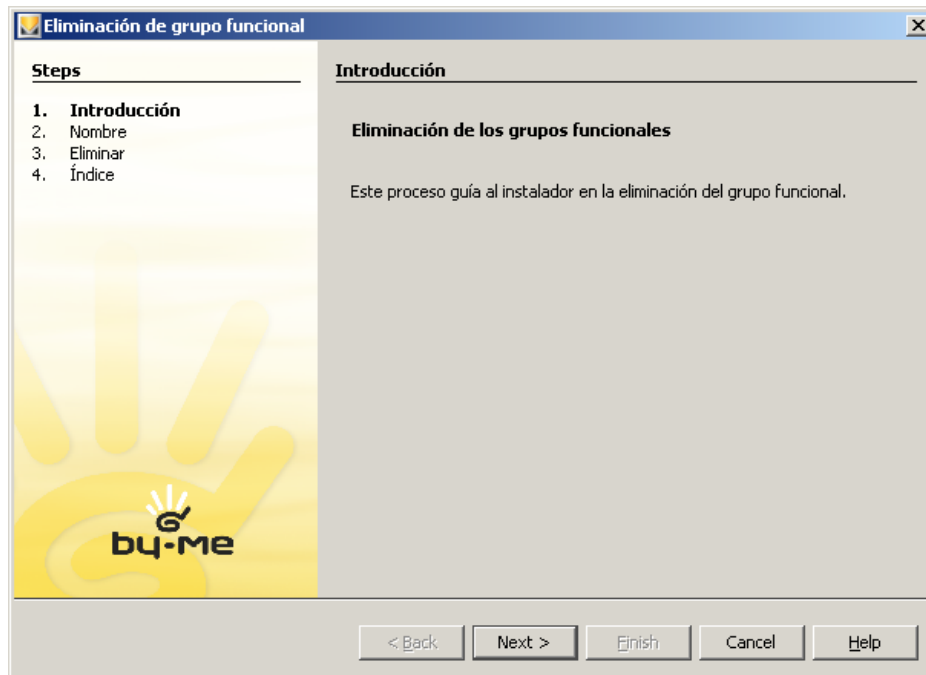 Eliminación de grupo funcional
Steps
1. Introducción
2. Nombre
3. Eliminar
4. Índice
by-me
Introducción
Eliminación de los grupos funcionales
Este proceso guía al instalador en la eliminación del grupo funcional.
< Back Next > Finish Cancel Help